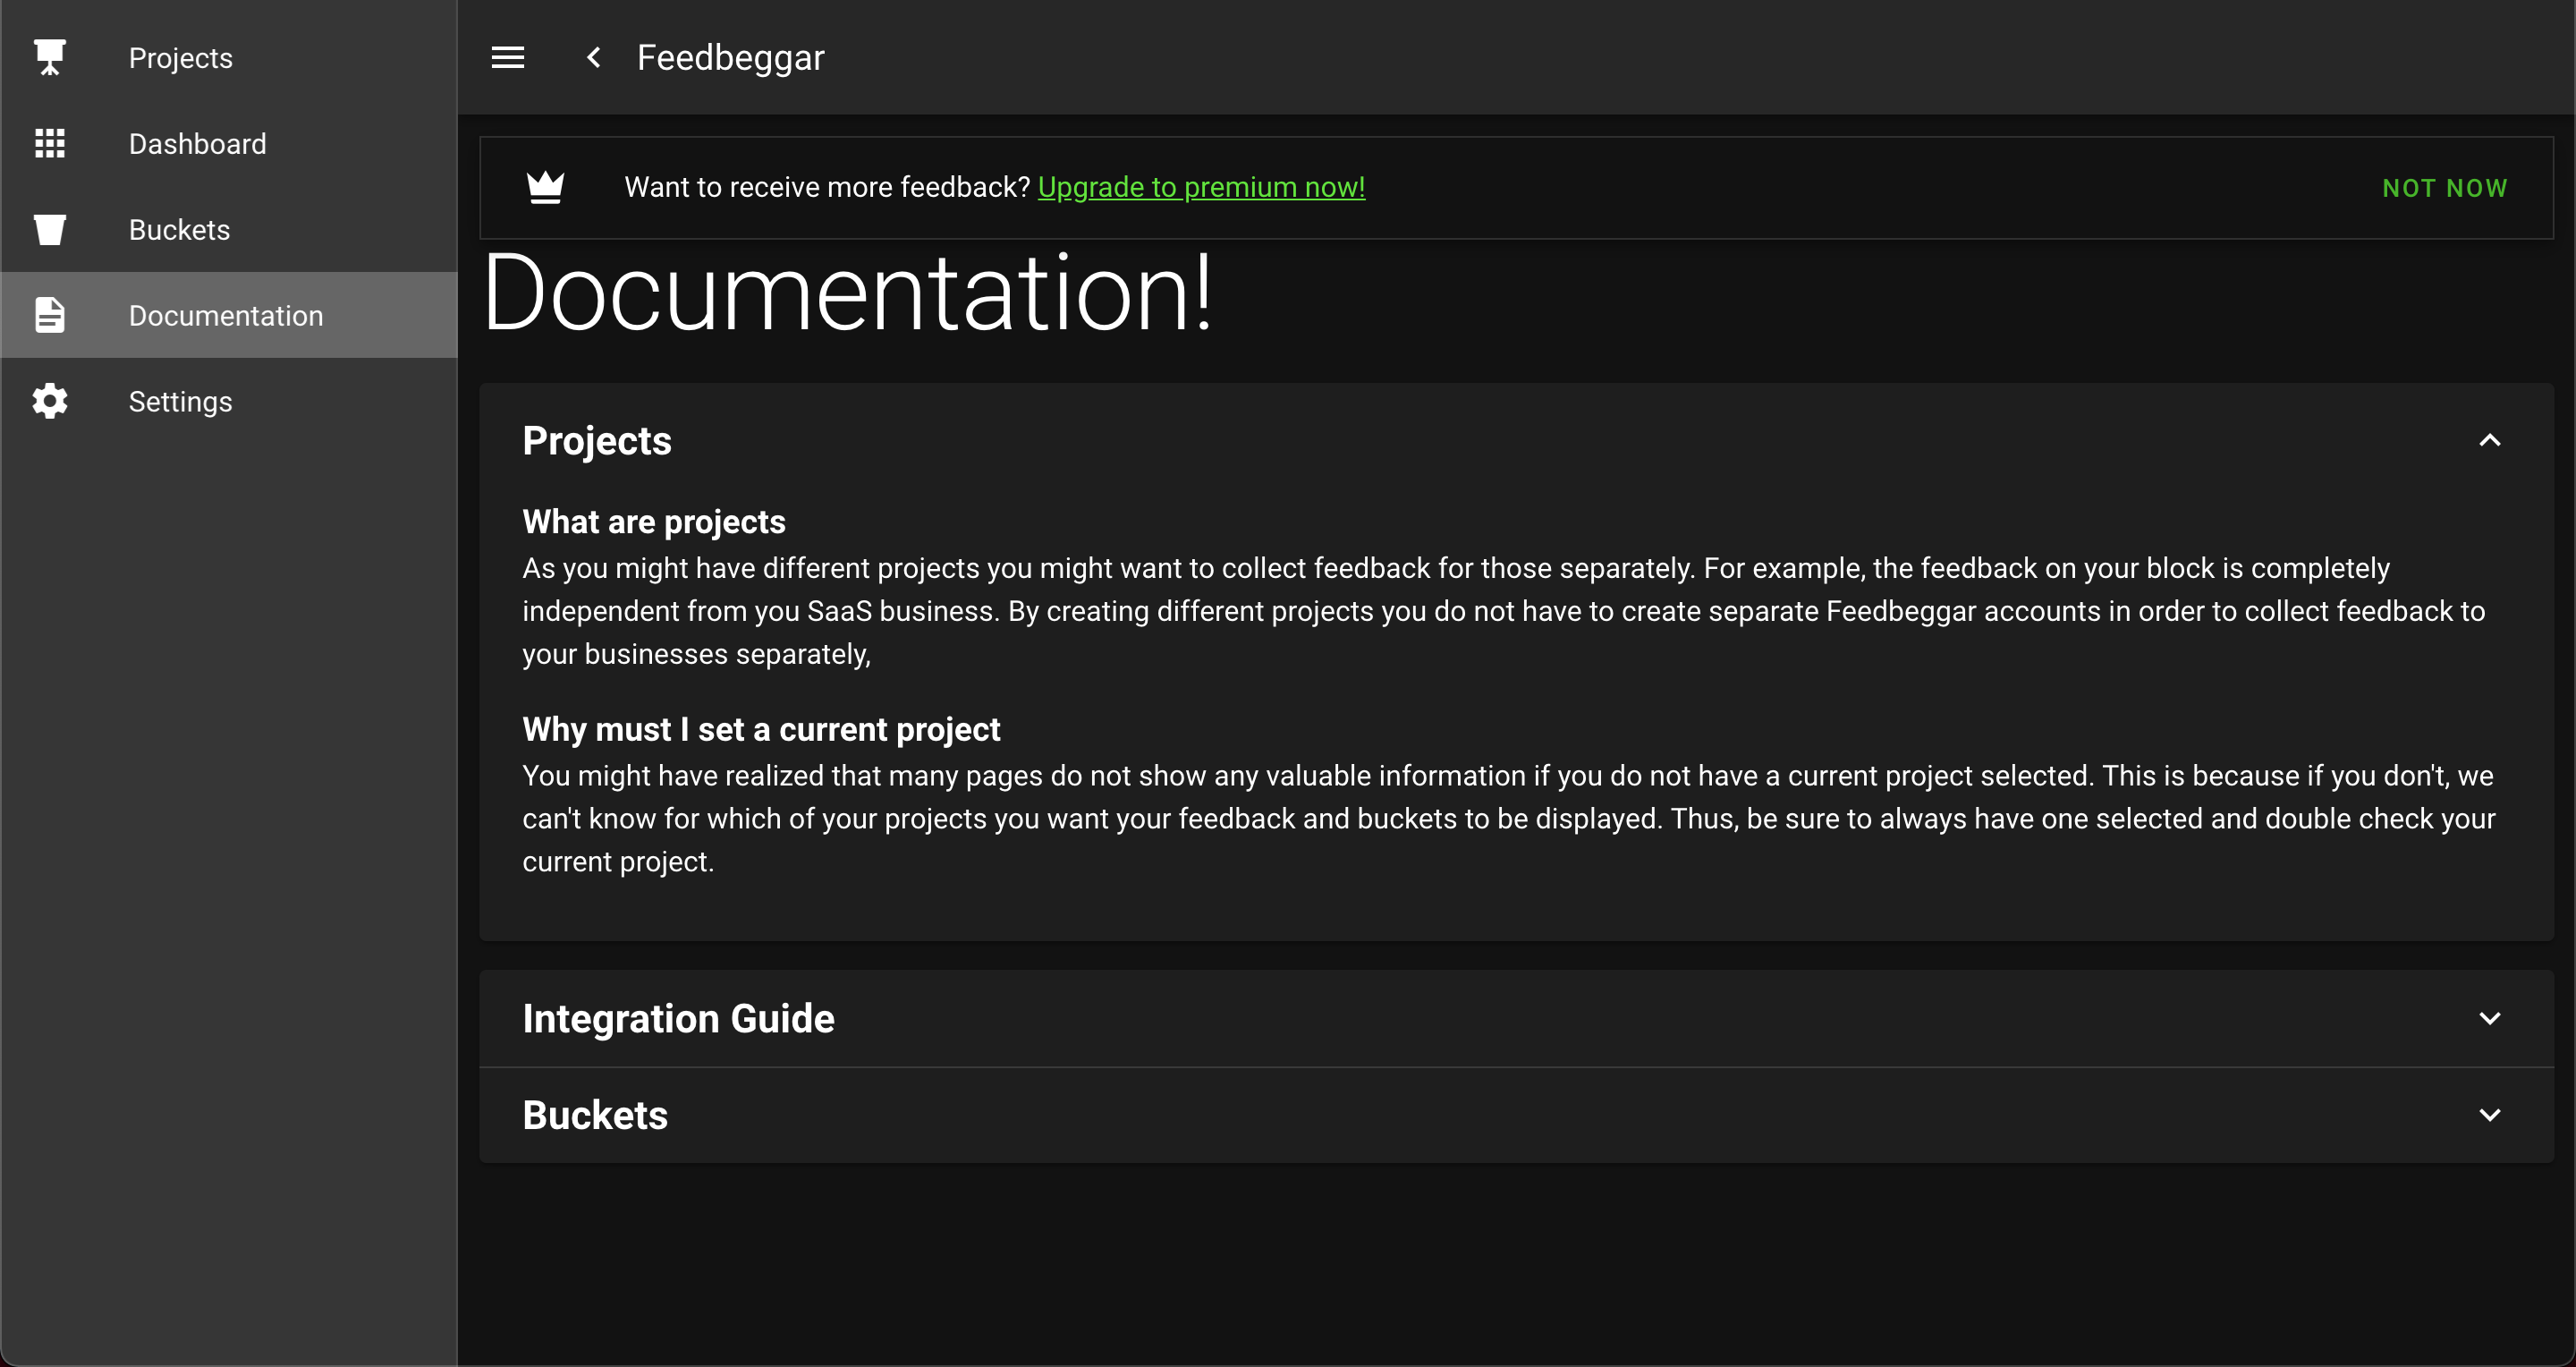 Projects
Dashboard
Buckets
Documentation
Settings
Feedbeggar
Want to receive more feedback? Upgrade to premium now!
NOT NOW
Documentation!
Projects
What are projects
As you might have different projects you might want to collect feedback for those separately. For example, the feedback on your block is completely
independent from you SaaS business. By creating different projects you do not have to create separate Feedbeggar accounts in order to collect feedback to
your businesses separately,
Why must I set a current project
You might have realized that many pages do not show any valuable information if you do not have a current project selected. This is because if you don't, we
can't know for which of your projects you want your feedback and buckets to be displayed. Thus, be sure to always have one selected and double check your
current project.
Integration Guide
Buckets